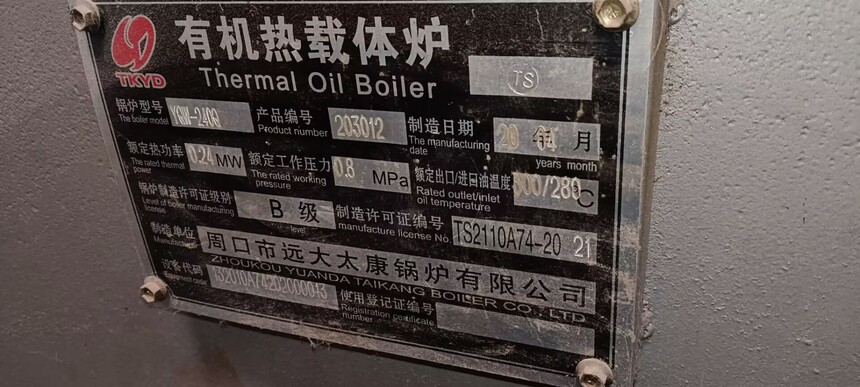 TKYD
有机热载体炉
Thermal Oil Boiler
TS
锅炉型号 YQW-240Q 产品编号 203012 制造日期 20 年 04 月
The boiler model Product number The manufacturing date years month
额定热功率 0.24 MW 额定工作压力 0.8 MPa 额定出口/进口油温度 300/280 C
The rated thermal power The rated working pressure Rated outlet/inlet oil temperature
锅炉制造许可证级别 B 级 制造许可证编号 TS2110A74-20 21
Level of boiler manufacturing license level manufacture license No.
制造单位 周口市远大太康锅炉有限公司
Manufacturer ZHOUKOU YUANDA TAIKANG BOILER CO., LTD
设备代码 使用登记证编号
Equipment code Registration certificate number